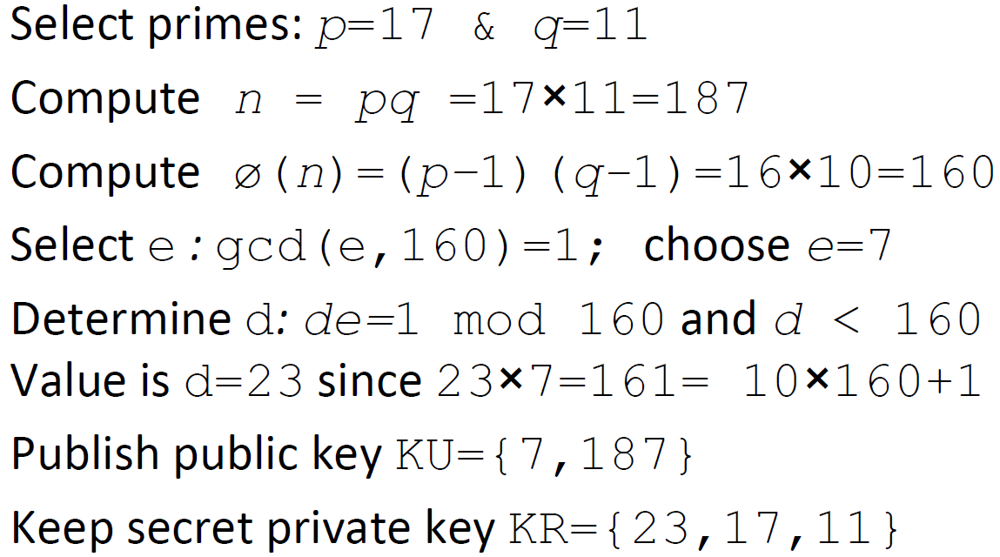 Select primes: p=17 & q=11
Compute n = pq =17×11=187
Compute ø(n)=(p-1)(q-1)=16×10=160
Select e:gcd(e,160)=1; choose e=7
Determine d: de=1 mod 160 and d < 160
Value is d=23 since 23×7=161= 10×160+1
Publish public key KU={7,187}
Keep secret private key KR={23,17,11}